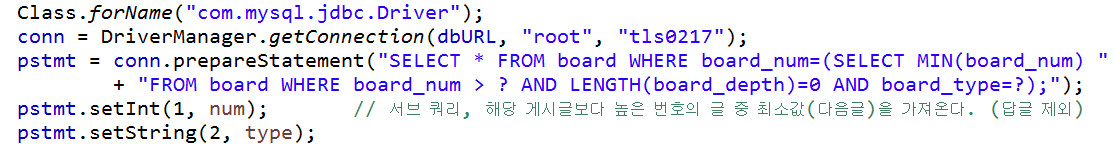 Class.forName("com.mysql.jdbc.Driver");
conn = DriverManager.getConnection(dbURL, "root", "tls0217");
pstmt = conn.prepareStatement("SELECT * FROM board WHERE board_num=(SELECT MIN(board_num) "
+ "FROM board WHERE board_num > ? AND LENGTH(board_depth)=0 AND board_type=?);");
pstmt.setInt(1, num); // 서브 쿼리, 해당 게시글보다 높은 번호의 글 중 최소값(다음글)을 가져온다. (답글 제외)
pstmt.setString(2, type);